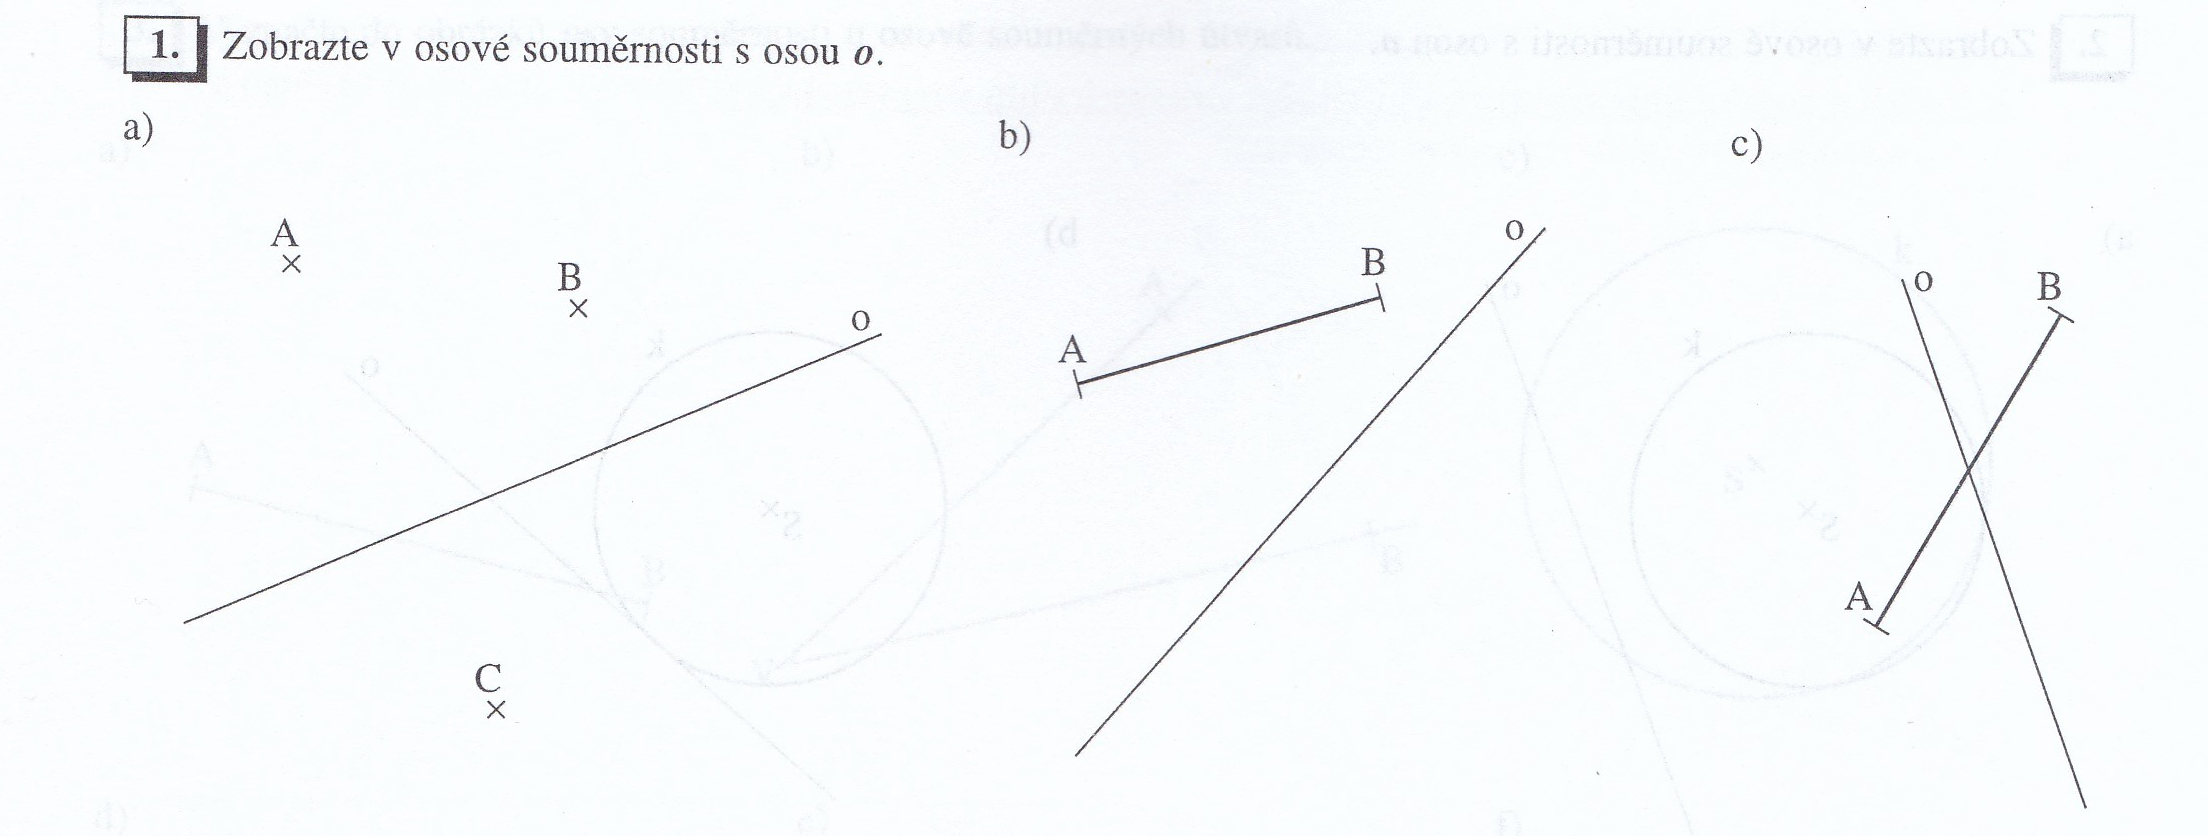 1. Zobrazte v osové souměrnosti s osou o.
a)
b)
c)
A
B
o
C
A
B
o
o
B
A